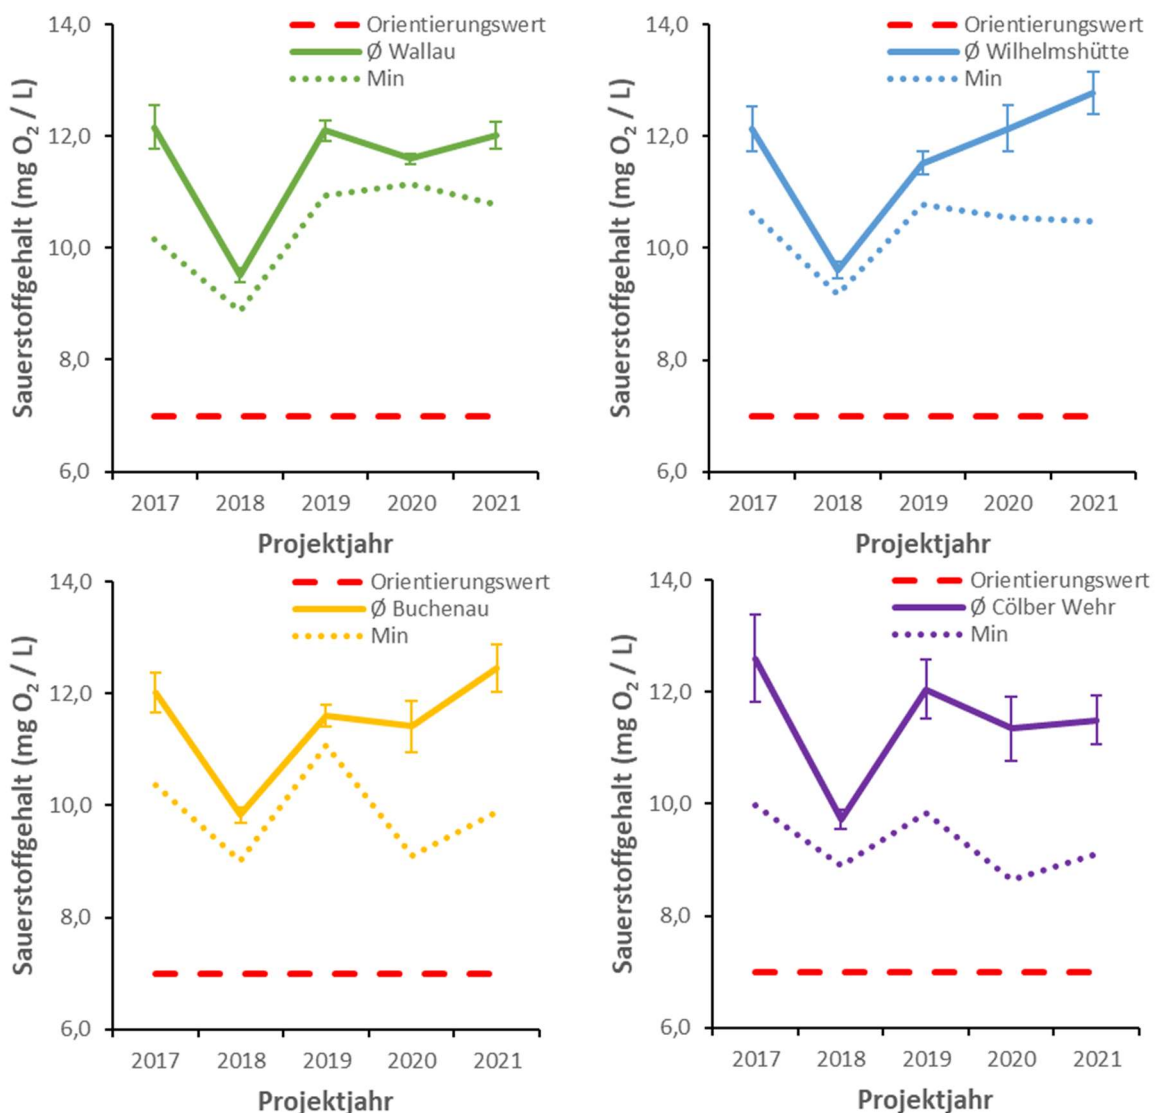 Sauerstoffgehalt (mg O₂ / L)
14,0
12,0
10,0
8,0
6,0
Orientierungswert
Ø Wallau
Min
2017 2018 2019 2020 2021
Projektjahr
Sauerstoffgehalt (mg O₂ / L)
14,0
12,0
10,0
8,0
6,0
Orientierungswert
Ø Wilhelmshütte
Min
2017 2018 2019 2020 2021
Projektjahr
Sauerstoffgehalt (mg O₂ / L)
14,0
12,0
10,0
8,0
6,0
Orientierungswert
Ø Buchenau
Min
2017 2018 2019 2020 2021
Projektjahr
Sauerstoffgehalt (mg O₂ / L)
14,0
12,0
10,0
8,0
6,0
Orientierungswert
Ø Cölber Wehr
Min
2017 2018 2019 2020 2021
Projektjahr